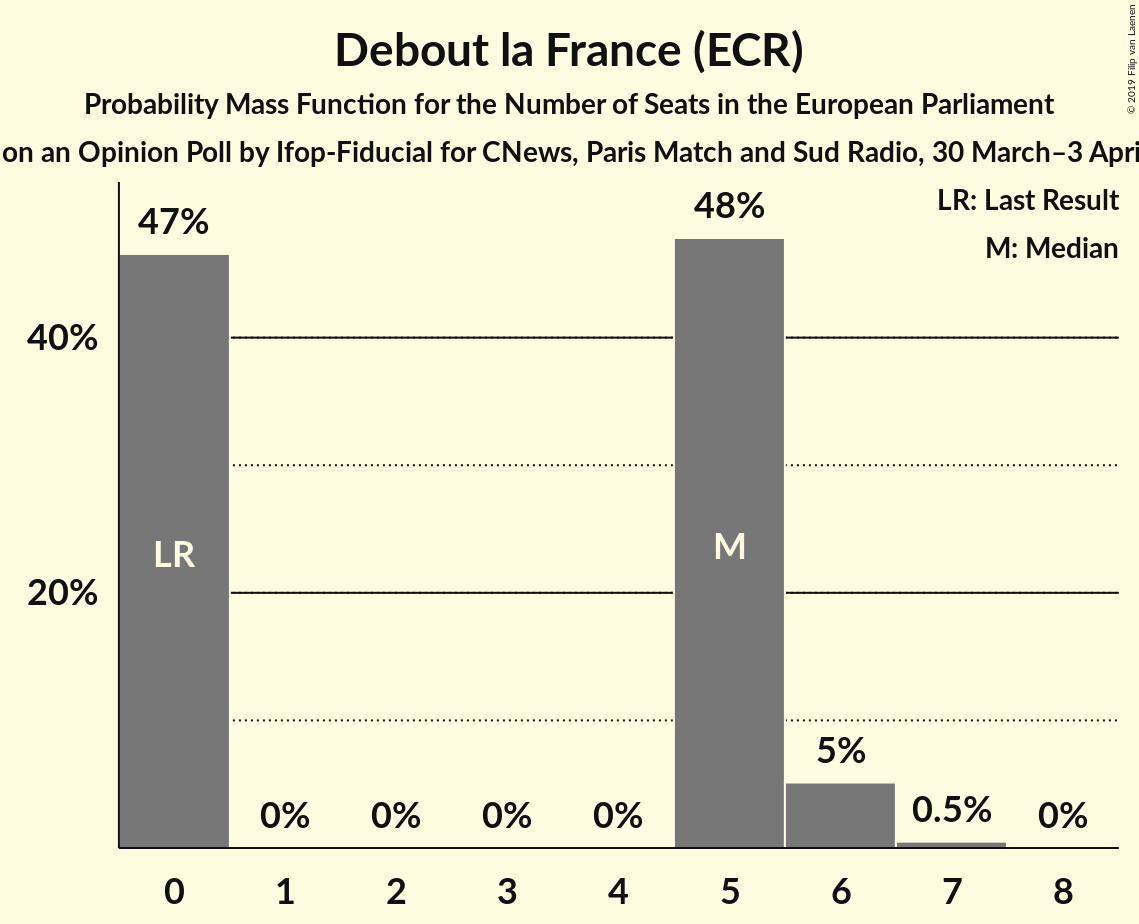 Debout la France (ECR)
Probability Mass Function for the Number of Seats in the European Parliament
on an Opinion Poll by Ifop-Fiducial for CNews, Paris Match and Sud Radio, 30 March–3 Apri
© 2019 Filip van Laenen
LR: Last Result
M: Median
47%
48%
40%
LR
M
20%
5%
0%
0%
0%
0%
0.5%
0%
0
1
2
3
4
5
6
7
8